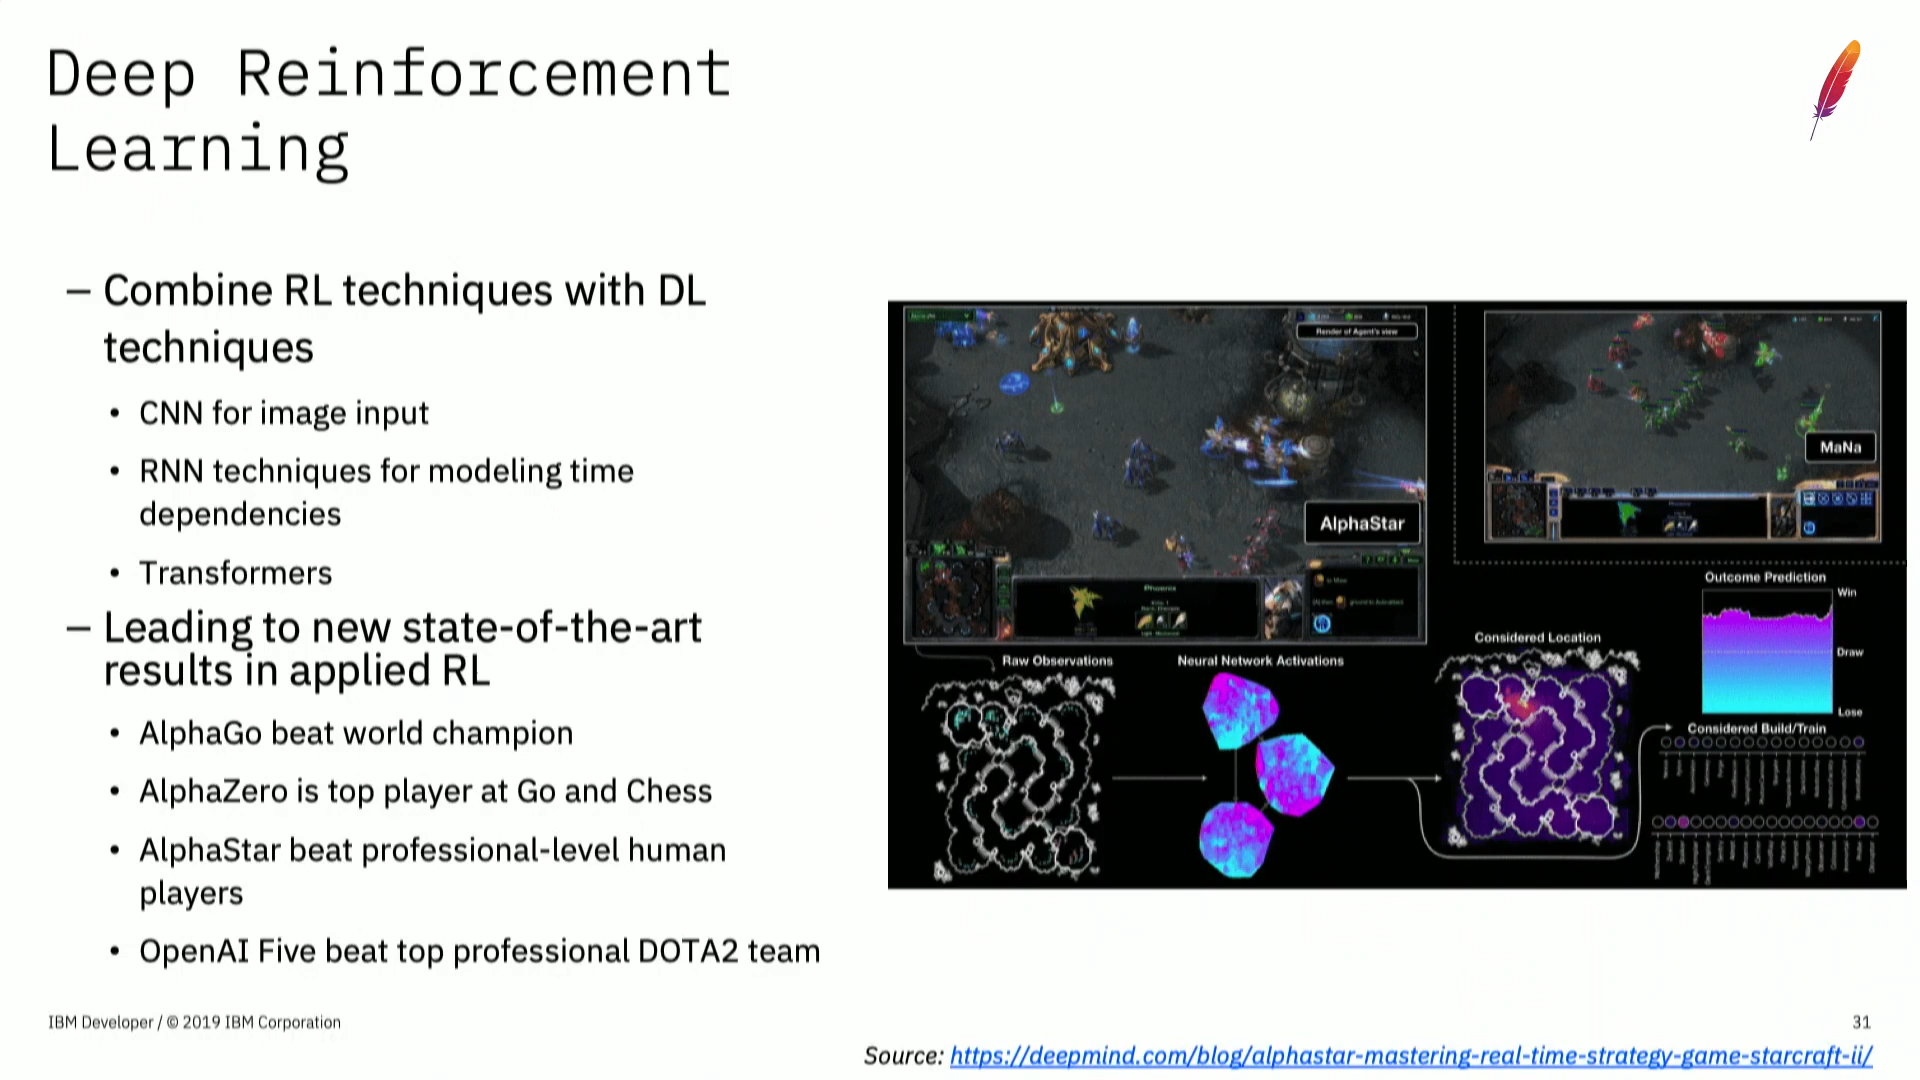 Deep Reinforcement
Learning
– Combine RL techniques with DL
techniques
• CNN for image input
• RNN techniques for modeling time
dependencies
• Transformers
– Leading to new state-of-the-art
results in applied RL
• AlphaGo beat world champion
• AlphaZero is top player at Go and Chess
• AlphaStar beat professional-level human
players
• OpenAI Five beat top professional DOTA2 team
Render of Agent's view
AlphaStar
MaNa
Phoenix
Raw Observations
Neural Network Activations
Considered Location
Outcome Prediction
Win
Draw
Lose
Considered Build/Train
IBM Developer / © 2019 IBM Corporation
31
Source: https://deepmind.com/blog/alphastar-mastering-real-time-strategy-game-starcraft-ii/